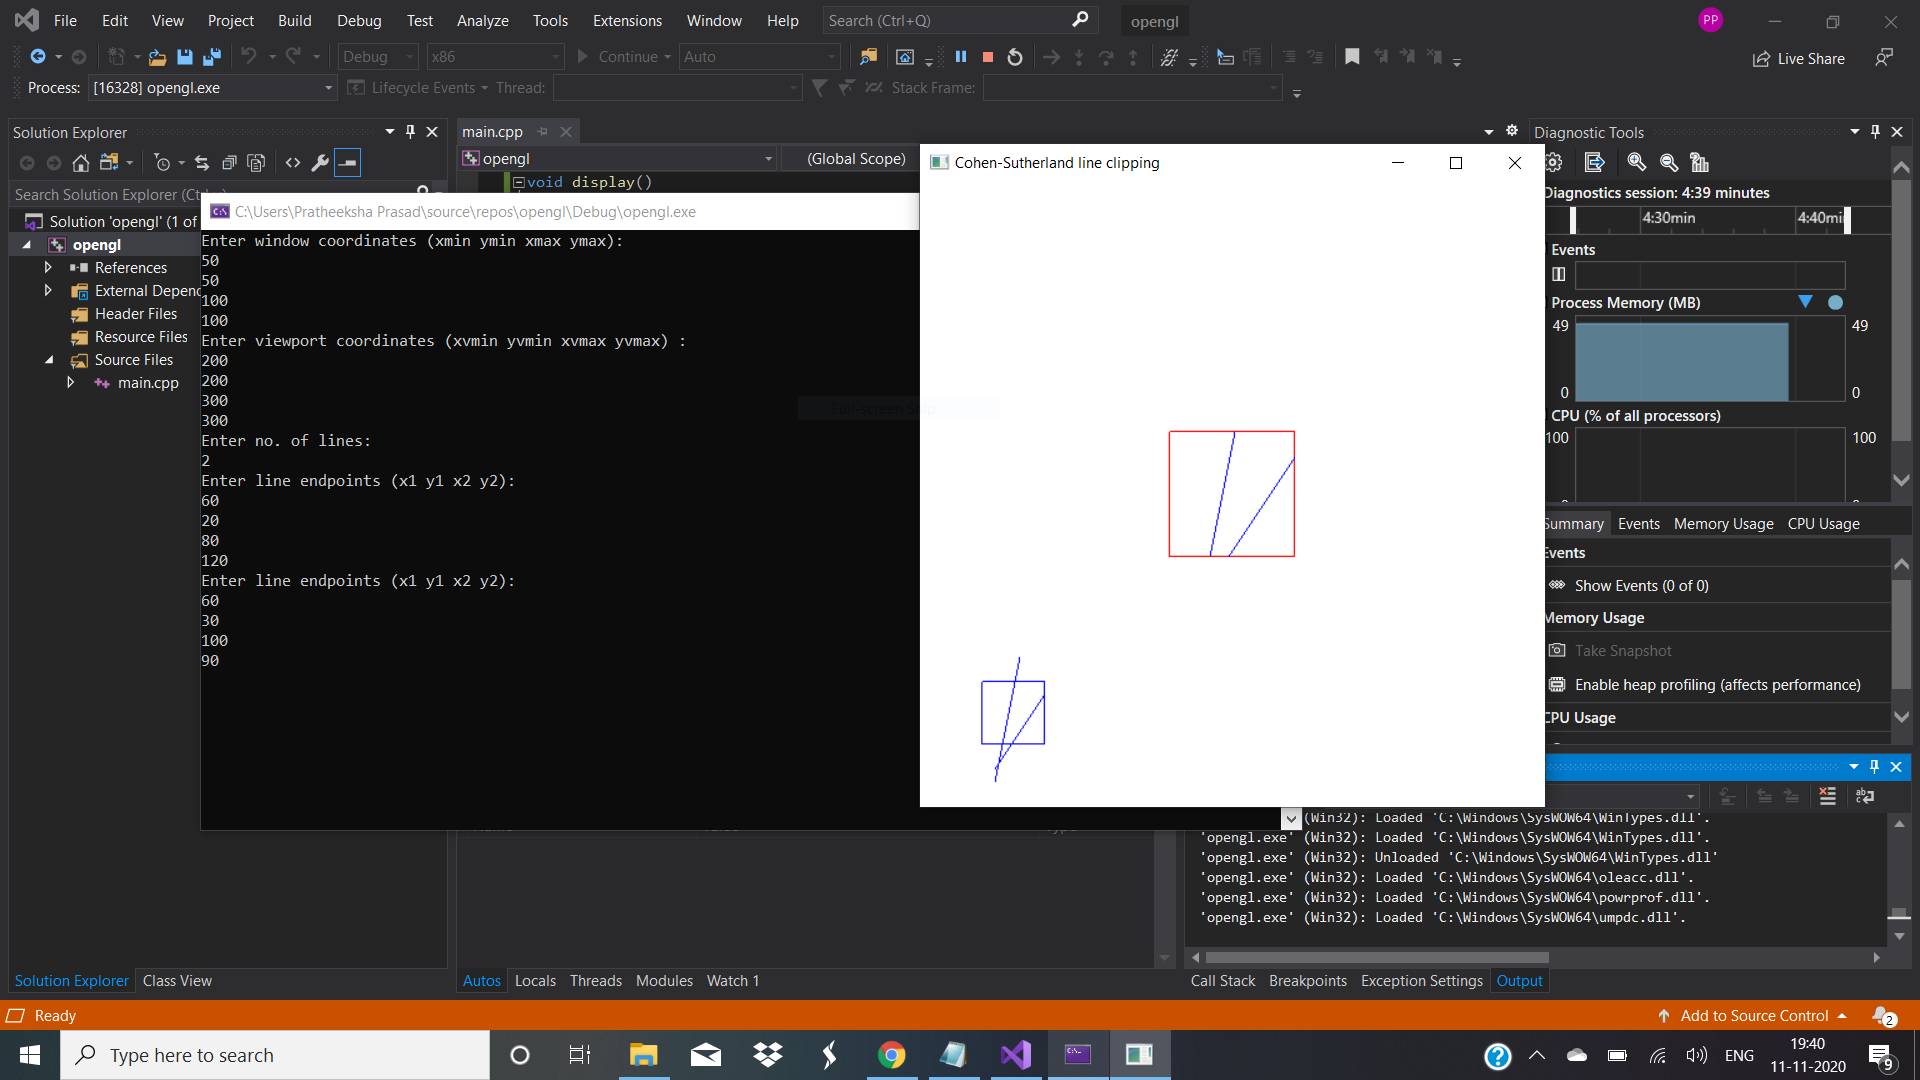 File Edit View Project Build Debug Test Analyze Tools Extensions Window Help Search (Ctrl+Q) opengl PP
Debug x86 Continue Auto Live Share
Process: [16328] opengl.exe Lifecycle Events Thread: Stack Frame:
Solution Explorer
Search Solution Explorer (Ct
Solution 'opengl' (1 of
opengl
References
External Depend
Header Files
Resource Files
Source Files
main.cpp
Solution Explorer Class View
main.cpp
opengl (Global Scope)
void display()
C:\Users\Pratheeksha Prasad\source\repos\opengl\Debug\opengl.exe
Enter window coordinates (xmin ymin xmax ymax):
50
50
100
100
Enter viewport coordinates (xvmin yvmin xvmax yvmax) :
200
200
300
300
Enter no. of lines:
2
Enter line endpoints (x1 y1 x2 y2):
60
20
80
120
Enter line endpoints (x1 y1 x2 y2):
60
30
100
90
Full-screen Snip
Cohen-Sutherland line clipping
Diagnostic Tools
Diagnostics session: 4:39 minutes
4:30min 4:40mi
Events
Process Memory (MB)
49 49
0 0
CPU (% of all processors)
100 100
Summary Events Memory Usage CPU Usage
Events
Show Events (0 of 0)
Memory Usage
Take Snapshot
Enable heap profiling (affects performance)
CPU Usage
(Win32): Loaded 'C:\Windows\SysWOW64\WinTypes.dll'.
'opengl.exe' (Win32): Loaded 'C:\Windows\SysWOW64\WinTypes.dll'.
'opengl.exe' (Win32): Unloaded 'C:\Windows\SysWOW64\WinTypes.dll'
'opengl.exe' (Win32): Loaded 'C:\Windows\SysWOW64\oleacc.dll'.
'opengl.exe' (Win32): Loaded 'C:\Windows\SysWOW64\powrprof.dll'.
'opengl.exe' (Win32): Loaded 'C:\Windows\SysWOW64\umpdc.dll'.
Autos Locals Threads Modules Watch 1
Call Stack Breakpoints Exception Settings Output
Ready Add to Source Control 2
Type here to search
ENG
19:40
11-11-2020
9